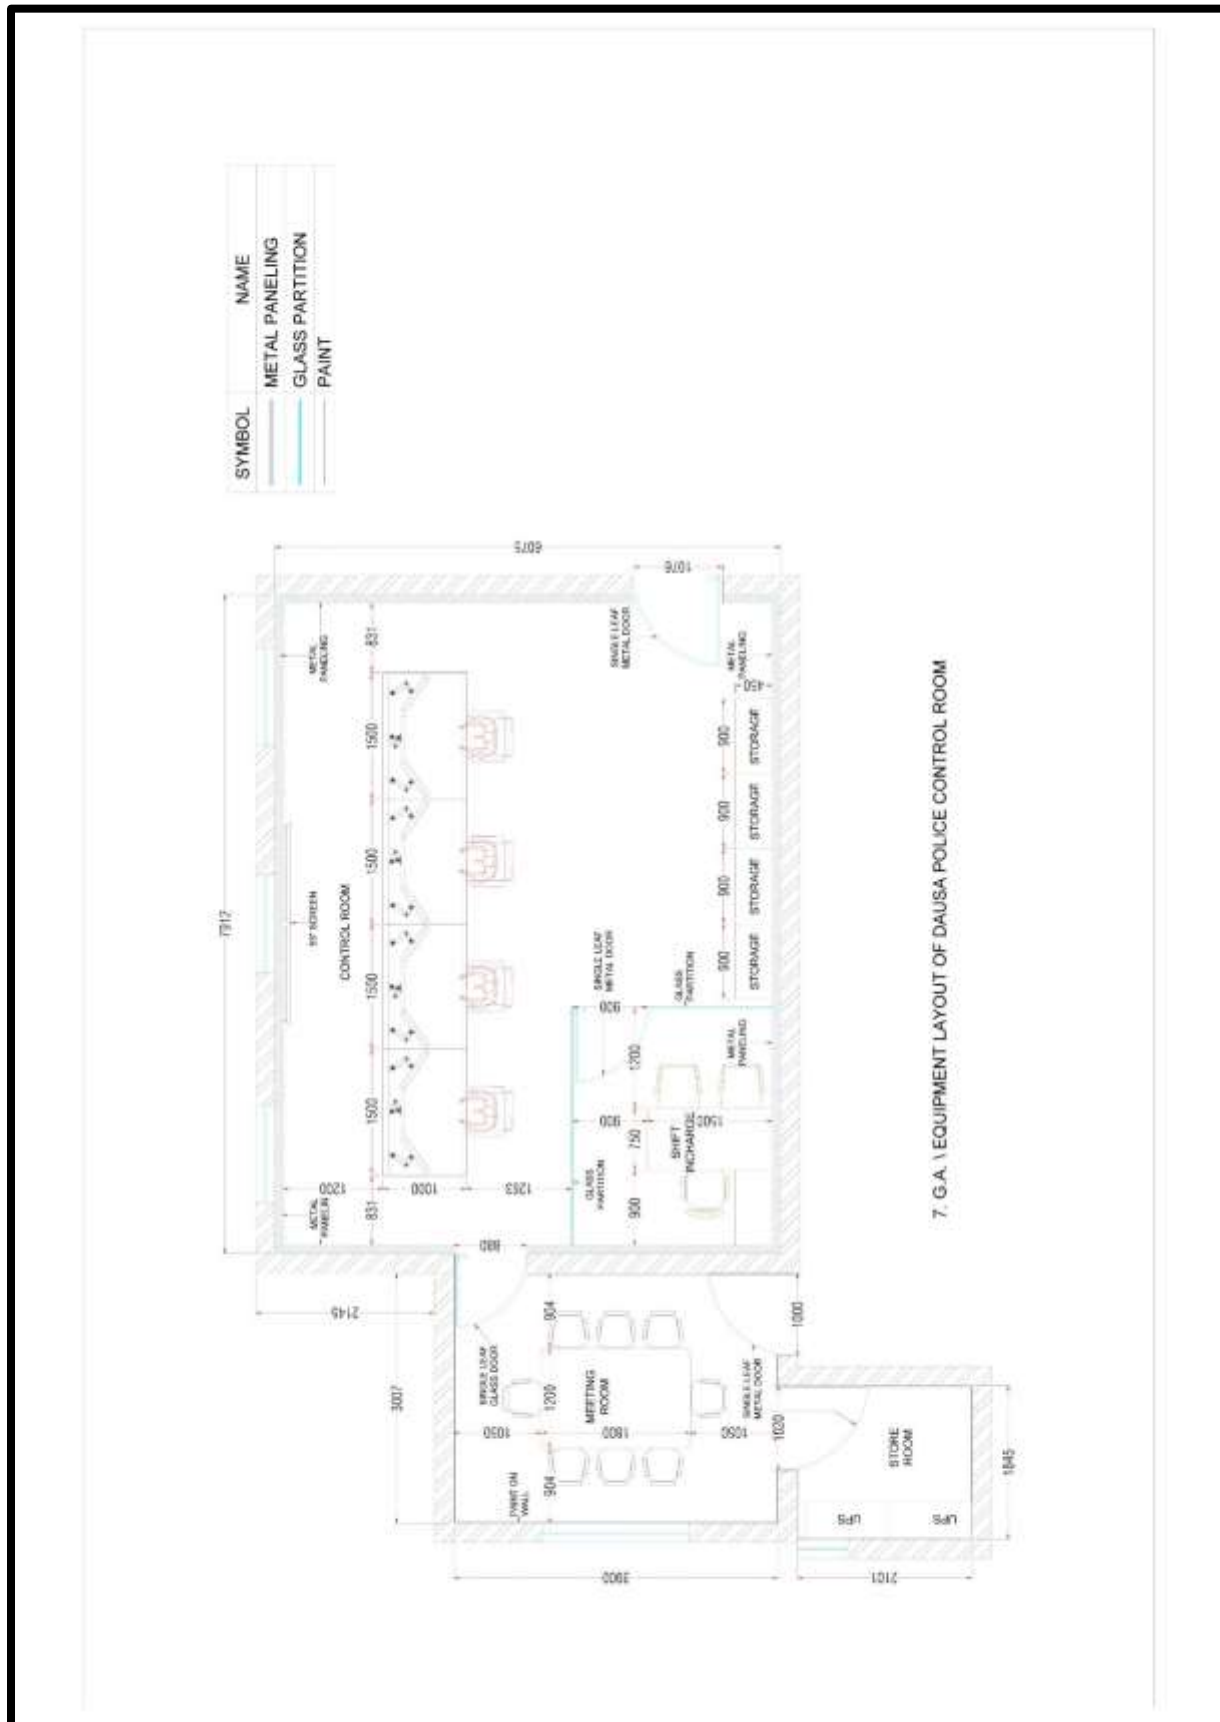 SYMBOL NAME
METAL PANELING
GLASS PARTITION
PAINT
7912
6075
1076
METAL
PANELING
METAL
PANELIN
55" SCREEN
CONTROL ROOM
831
1500
1500
1500
1500
831
1200
1000
1263
SINGLE LEAF
METAL DOOR
METAL
PANELING
450
900
900
900
900
STORAGE
STORAGE
STORAGE
STORAGE
SINGLE LEAF
METAL DOOR
GLASS
PARTITION
900
1200
METAL
PANELING
900
750
1500
SHIFT
INCHARGE
GLASS
PARTITION
900
880
2145
3007
904
1200
904
SINGLE LEAF
GLASS DOOR
MEETING
ROOM
1050
1800
1050
SINGLE LEAF
METAL DOOR
1000
1020
PAINT ON
WALL
3900
STORE
ROOM
UPS
UPS
1845
2101
7. G.A. \ EQUIPMENT LAYOUT OF DAUSA POLICE CONTROL ROOM